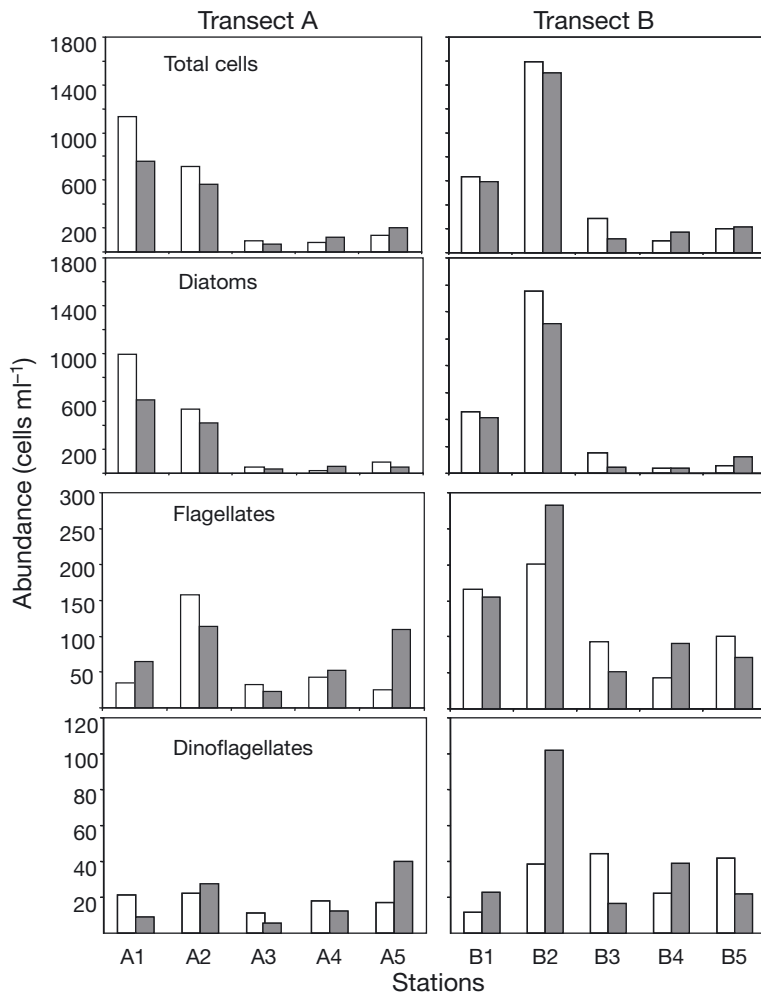 Transect A
Transect B
1800
1400
1000
600
200
Total cells
1800
1400
1000
600
200
Diatoms
Abundance (cells ml⁻¹)
300
250
200
150
100
50
Flagellates
120
100
80
60
40
20
Dinoflagellates
A1 A2 A3 A4 A5
B1 B2 B3 B4 B5
Stations